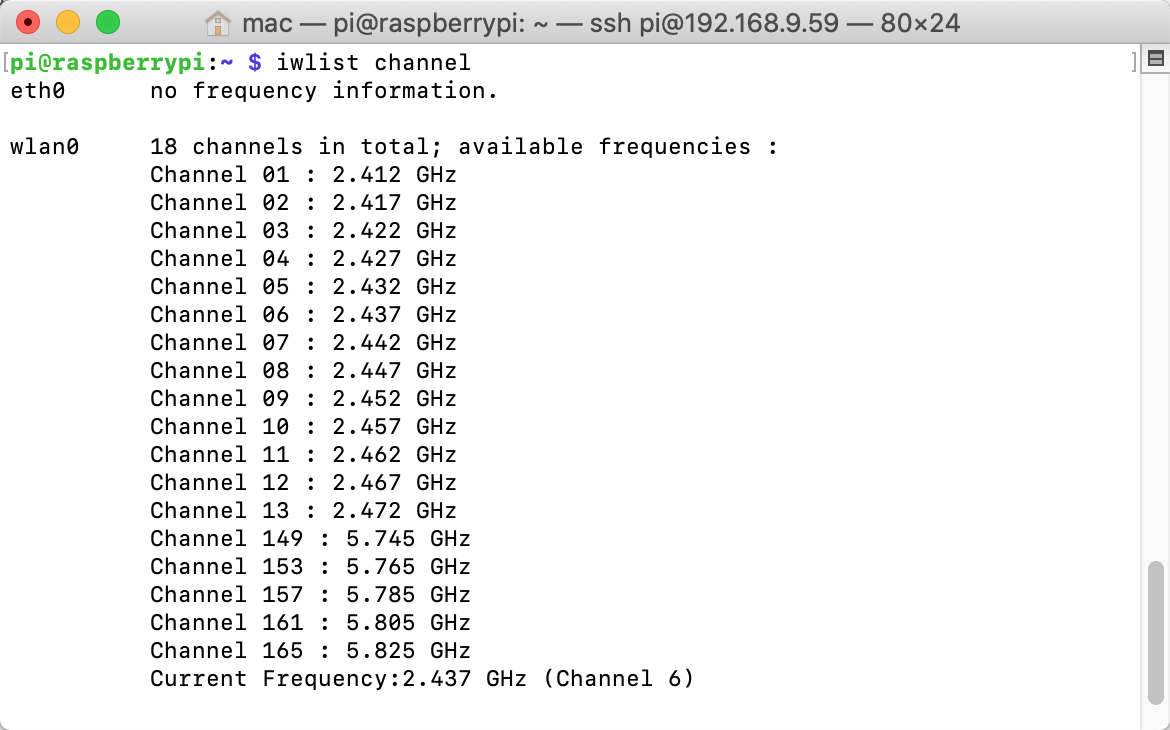 mac — pi@raspberrypi: ~ — ssh pi@192.168.9.59 — 80×24
[pi@raspberrypi:~ $ iwlist channel ]
eth0      no frequency information.

wlan0     18 channels in total; available frequencies :
          Channel 01 : 2.412 GHz
          Channel 02 : 2.417 GHz
          Channel 03 : 2.422 GHz
          Channel 04 : 2.427 GHz
          Channel 05 : 2.432 GHz
          Channel 06 : 2.437 GHz
          Channel 07 : 2.442 GHz
          Channel 08 : 2.447 GHz
          Channel 09 : 2.452 GHz
          Channel 10 : 2.457 GHz
          Channel 11 : 2.462 GHz
          Channel 12 : 2.467 GHz
          Channel 13 : 2.472 GHz
          Channel 149 : 5.745 GHz
          Channel 153 : 5.765 GHz
          Channel 157 : 5.785 GHz
          Channel 161 : 5.805 GHz
          Channel 165 : 5.825 GHz
          Current Frequency:2.437 GHz (Channel 6)